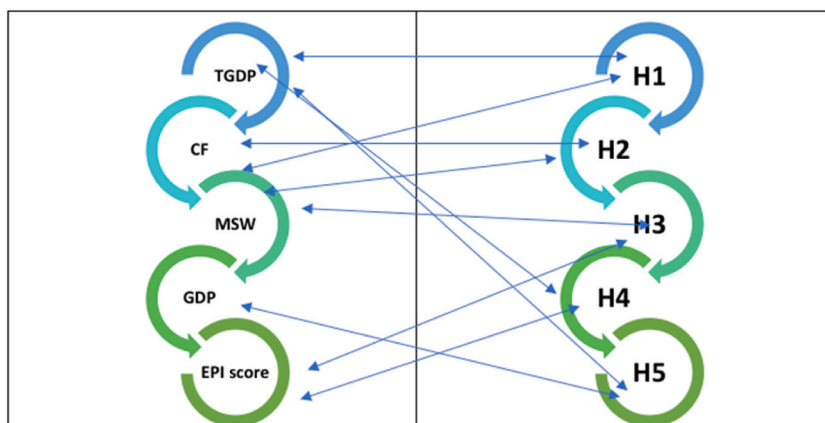 TGDP
CF
MSW
GDP
EPI score
H1
H2
H3
H4
H5